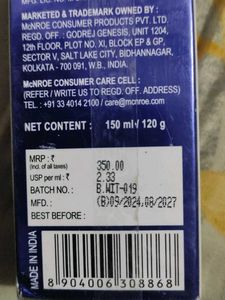 MARKETED & TRADEMARK OWNED BY :
McNROE CONSUMER PRODUCTS PVT. LTD.
REGD. OFF. : GODREJ GENESIS, UNIT 1204,
12th FLOOR, PLOT NO. XI, BLOCK EP & GP,
SECTOR V, SALT LAKE CITY, BIDHANNAGAR,
KOLKATA - 700 091, W.B., INDIA.
McNROE CONSUMER CARE CELL :
(REFER / WRITE US TO REGD. OFF. ADDRESS)
TEL : +91 33 4014 2100 / care@mcnroe.com
NET CONTENT : 150 ml / 120 g
MRP : ₹ 350.00
(Incl. of all taxes)
USP per ml : ₹ 2.33
BATCH NO. : B.WIT-019
MFD. : (B)09/2024,08/2027
BEST BEFORE :
MADE IN INDIA
8 904006 308868